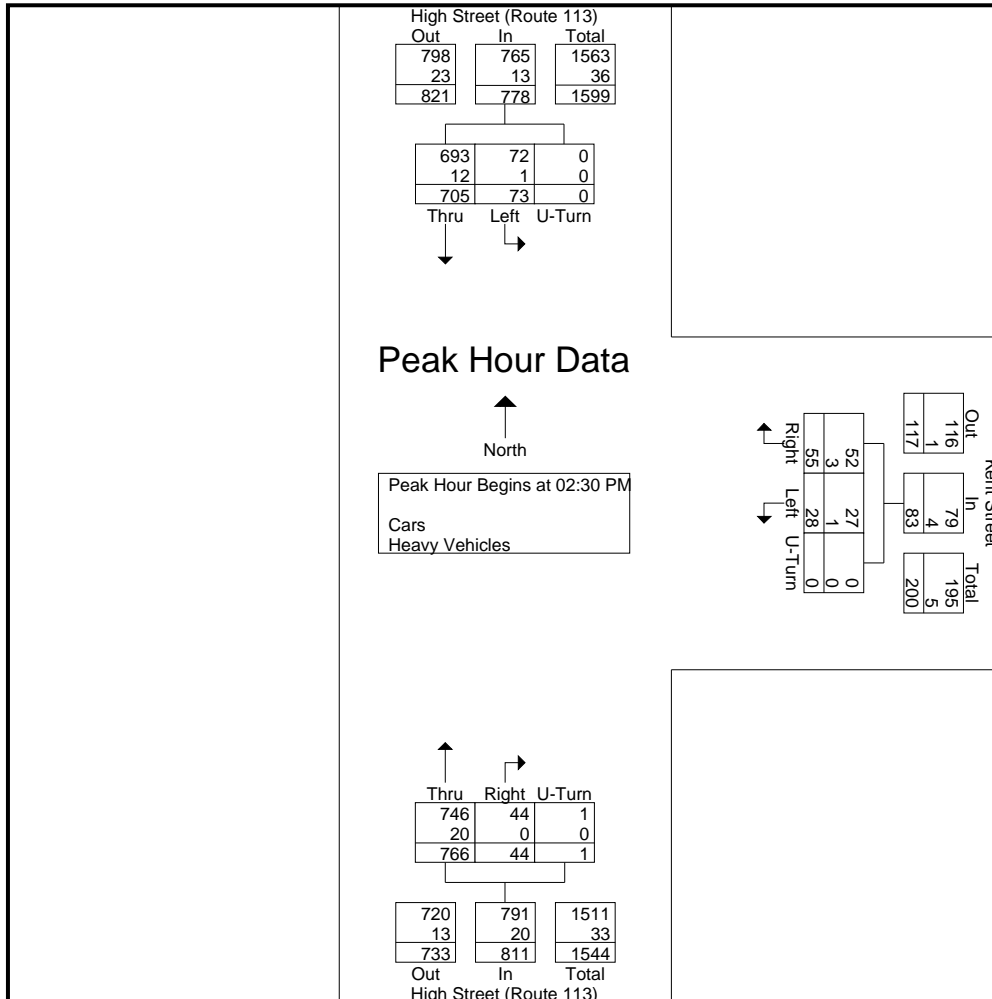 High Street (Route 113)
Out In Total
798 765 1563
23 13 36
821 778 1599
693 72 0
12 1 0
705 73 0
Thru Left U-Turn
Peak Hour Data
North
Peak Hour Begins at 02:30 PM
Cars
Heavy Vehicles
Right Left U-Turn
55 28 0
3 1 0
52 27 0
Out In Total
117 83 200
1 4 5
116 79 195
Street
Thru Right U-Turn
746 44 1
20 0 0
766 44 1
720 791 1511
13 20 33
733 811 1544
Out In Total
High Street (Route 113)